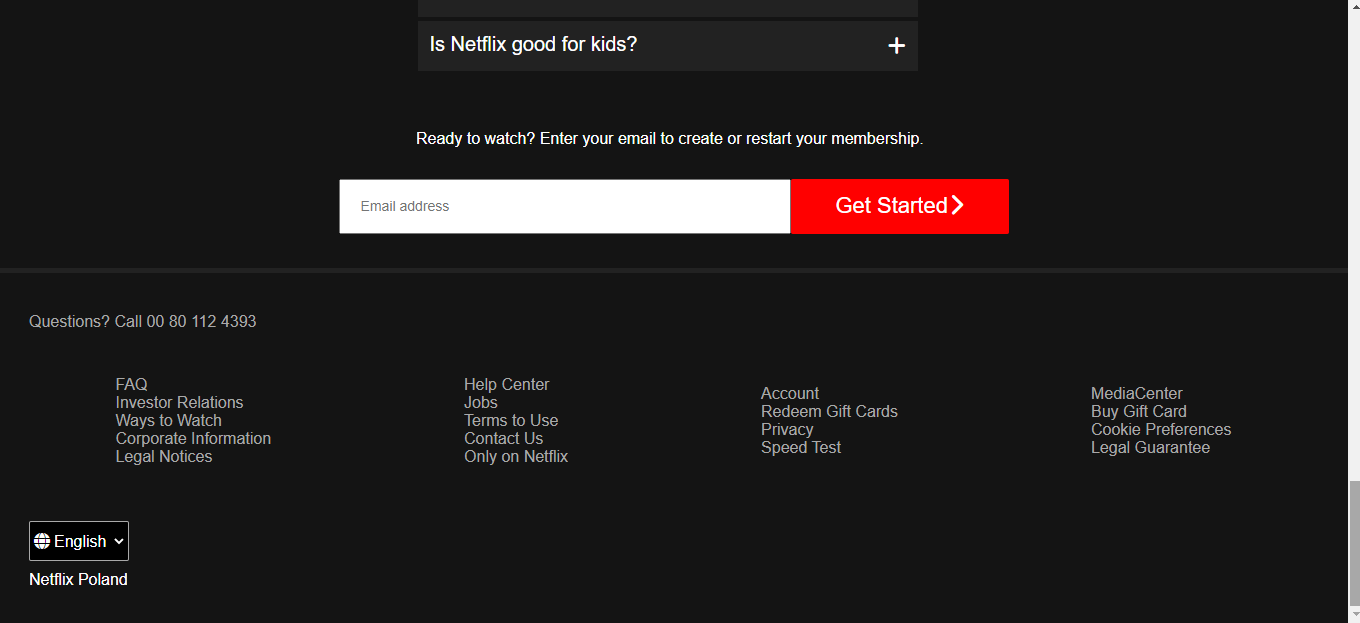 Is Netflix good for kids?
Ready to watch? Enter your email to create or restart your membership.
Email address
Get Started
Questions? Call 00 80 112 4393
FAQ
Investor Relations
Ways to Watch
Corporate Information
Legal Notices
Help Center
Jobs
Terms to Use
Contact Us
Only on Netflix
Account
Redeem Gift Cards
Privacy
Speed Test
MediaCenter
Buy Gift Card
Cookie Preferences
Legal Guarantee
English
Netflix Poland